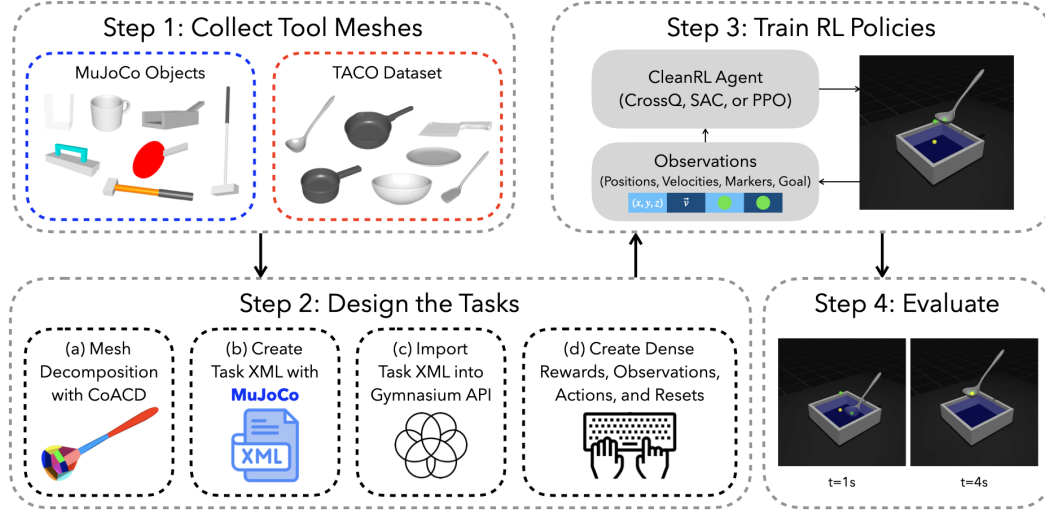 Step 1: Collect Tool Meshes
MuJoCo Objects
TACO Dataset
Step 3: Train RL Policies
CleanRL Agent
(CrossQ, SAC, or PPO)
Observations
(Positions, Velocities, Markers, Goal)
(x, y, z)
v⃗
Step 2: Design the Tasks
(a) Mesh
Decomposition
with CoACD
(b) Create
Task XML with
MuJoCo
XML
(c) Import
Task XML into
Gymnasium API
(d) Create Dense
Rewards, Observations,
Actions, and Resets
Step 4: Evaluate
t=1s
t=4s